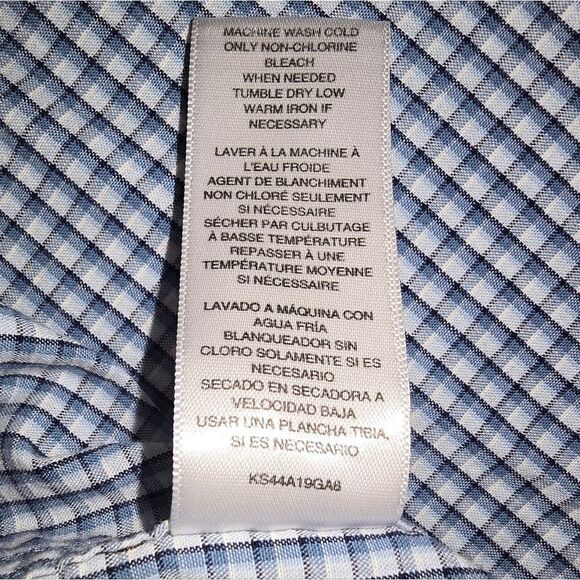 MACHINE WASH COLD
ONLY NON-CHLORINE
BLEACH
WHEN NEEDED
TUMBLE DRY LOW
WARM IRON IF
NECESSARY
LAVER À LA MACHINE À
L'EAU FROIDE
AGENT DE BLANCHIMENT
NON CHLORÉ SEULEMENT
SI NÉCESSAIRE
SÉCHER PAR CULBUTAGE
À BASSE TEMPÉRATURE
REPASSER À UNE
TEMPÉRATURE MOYENNE
SI NÉCESSAIRE
LAVADO A MÁQUINA CON
AGUA FRÍA
BLANQUEADOR SIN
CLORO SOLAMENTE SI ES
NECESARIO
SECADO EN SECADORA A
VELOCIDAD BAJA
USAR UNA PLANCHA TIBIA,
SI ES NECESARIO
KS44A19GA6